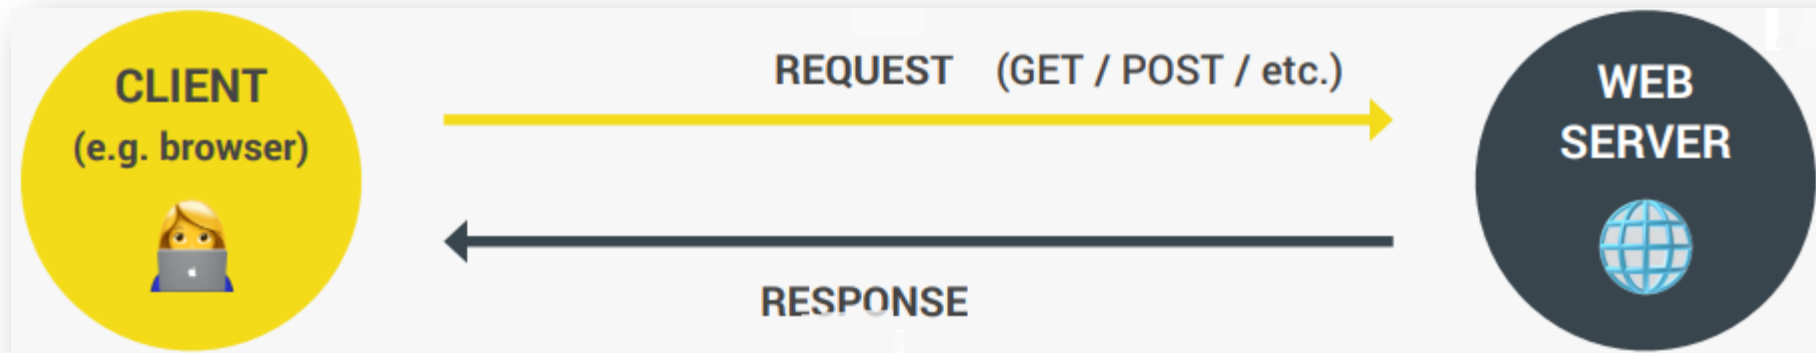 CLIENT
(e.g. browser)
REQUEST (GET / POST / etc.)
RESPONSE
WEB
SERVER